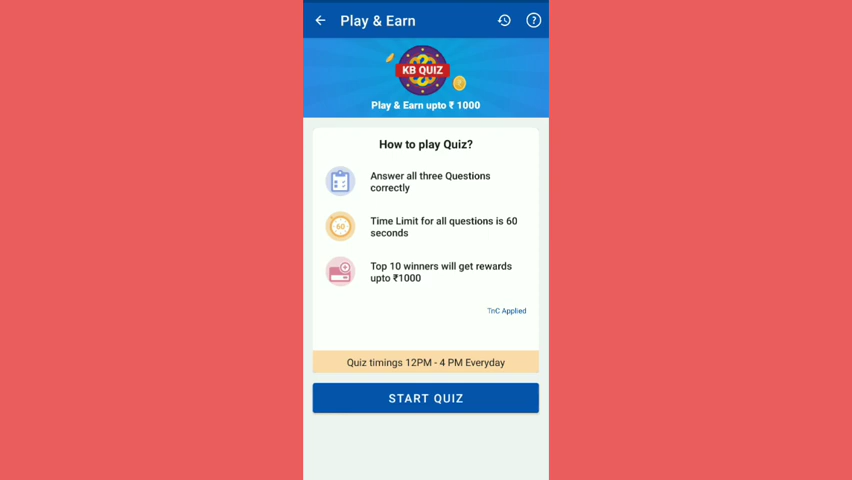 Play & Earn
KB QUIZ
Play & Earn upto ₹ 1000
How to play Quiz?
Answer all three Questions
correctly
60
Time Limit for all questions is 60
seconds
Top 10 winners will get rewards
upto ₹1000
TnC Applied
Quiz timings 12PM - 4 PM Everyday
START QUIZ